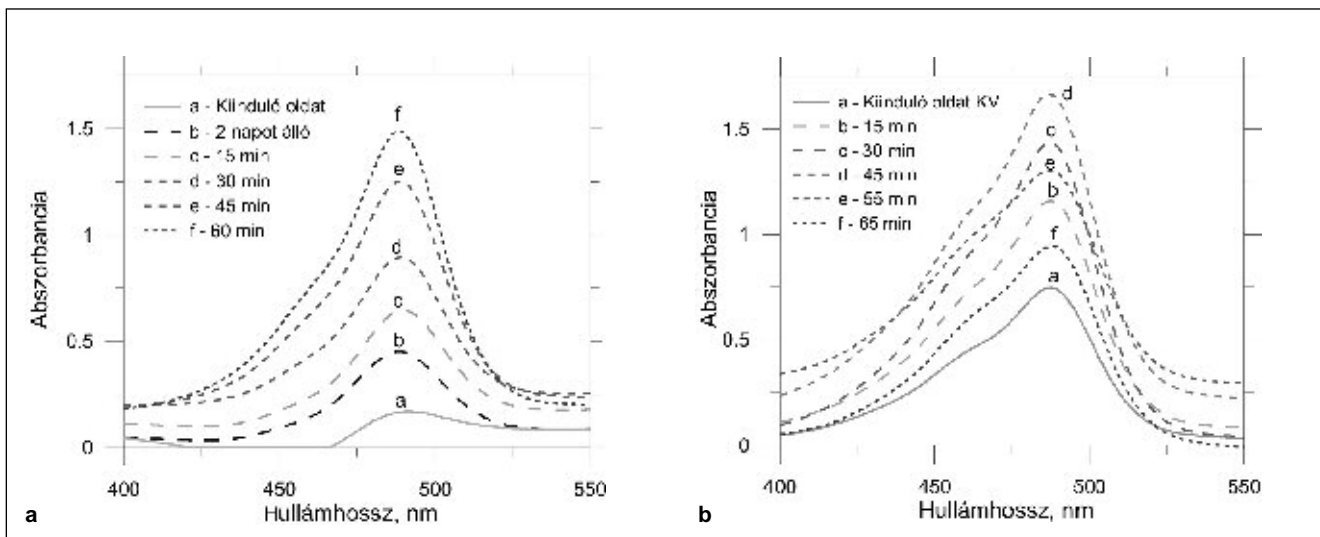 Abszorbancia
1.5
1
0.5
0
a - Kiinduló oldat
b - 2 napot álló
c - 15 min
d - 30 min
e - 45 min
f - 60 min
f
e
d
c
b
a
400
450
500
550
Hullámhossz, nm
a
Abszorbancia
1.5
1
0.5
0
a - Kiinduló oldat KV
b - 15 min
c - 30 min
d - 45 min
e - 55 min
f - 65 min
d
c
e
b
f
a
400
450
500
550
Hullámhossz, nm
b